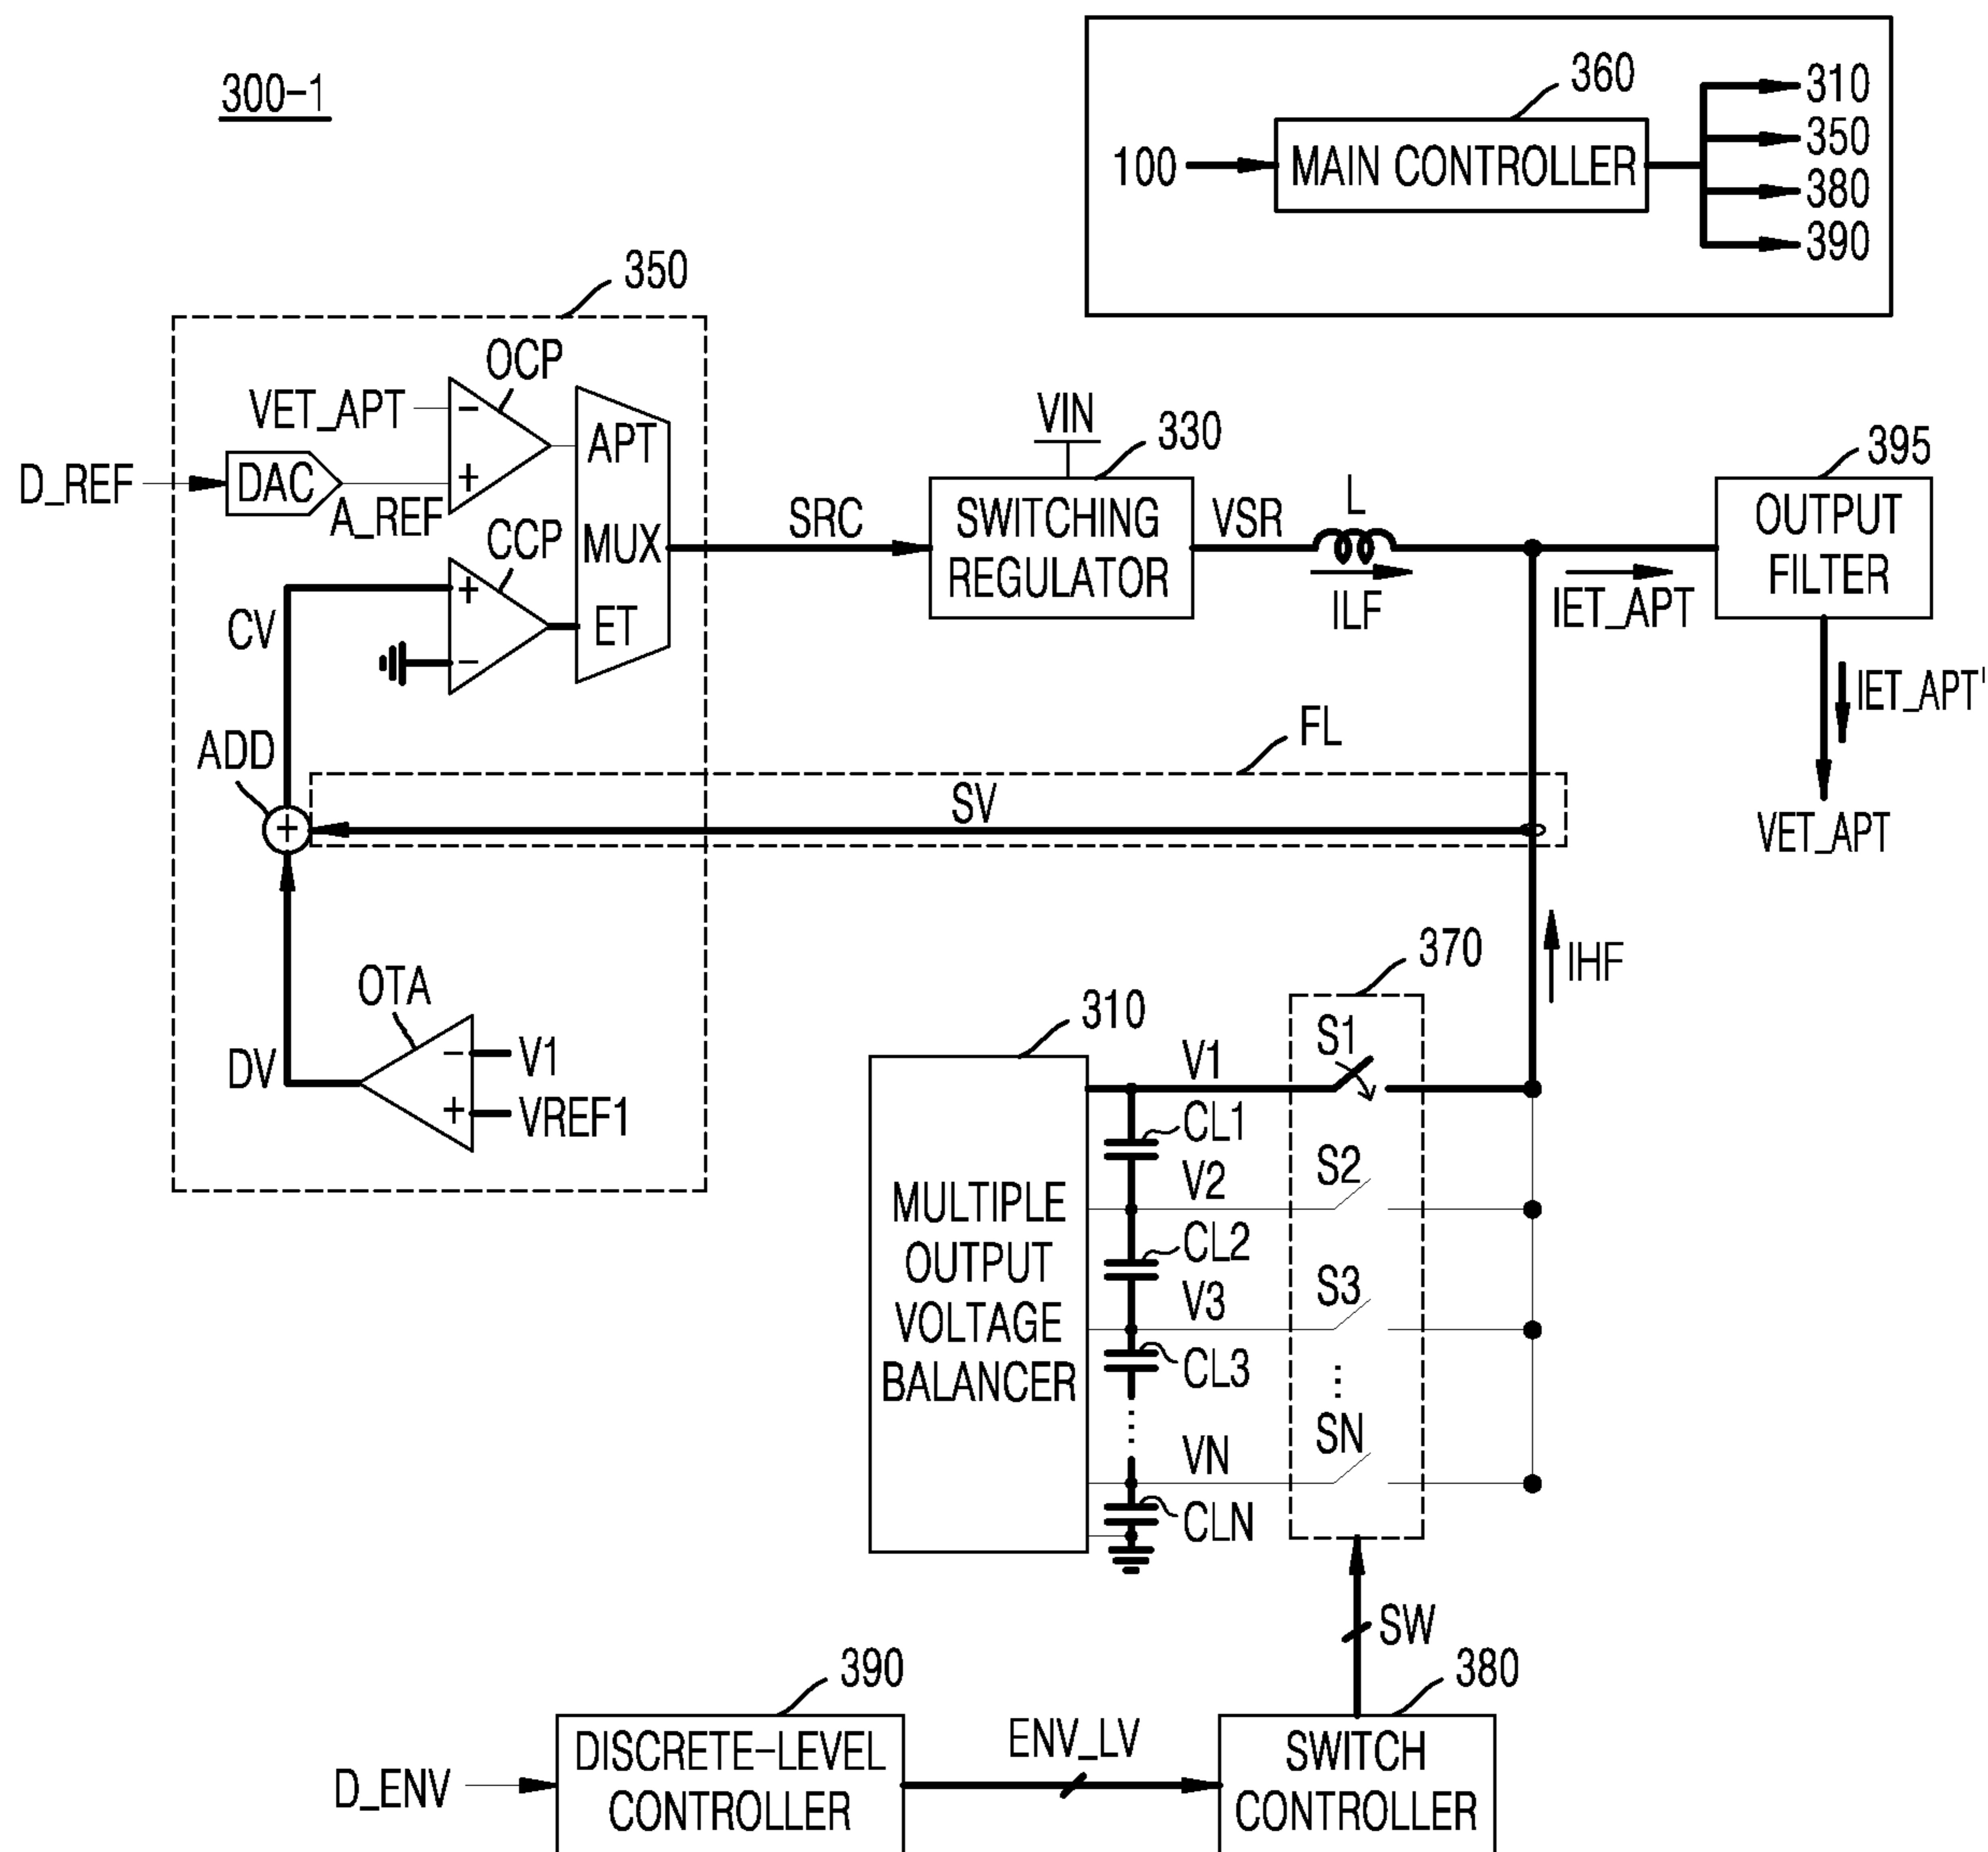 300-1
360
100
MAIN CONTROLLER
310
350
380
390
350
OCP
VET_APT
-
+
APT
D_REF
DAC
A_REF
CCP
MUX
SRC
VIN
330
SWITCHING
REGULATOR
VSR
L
ILF
395
OUTPUT
FILTER
IET_APT
IET_APT'
VET_APT
CV
+
-
ET
ADD
+
FL
SV
OTA
DV
-
V1
+
VREF1
370
IHF
310
MULTIPLE
OUTPUT
VOLTAGE
BALANCER
V1
S1
CL1
V2
S2
CL2
V3
S3
CL3
⋮
⋮
VN
SN
CLN
SW
390
DISCRETE-LEVEL
CONTROLLER
D_ENV
ENV_LV
380
SWITCH
CONTROLLER